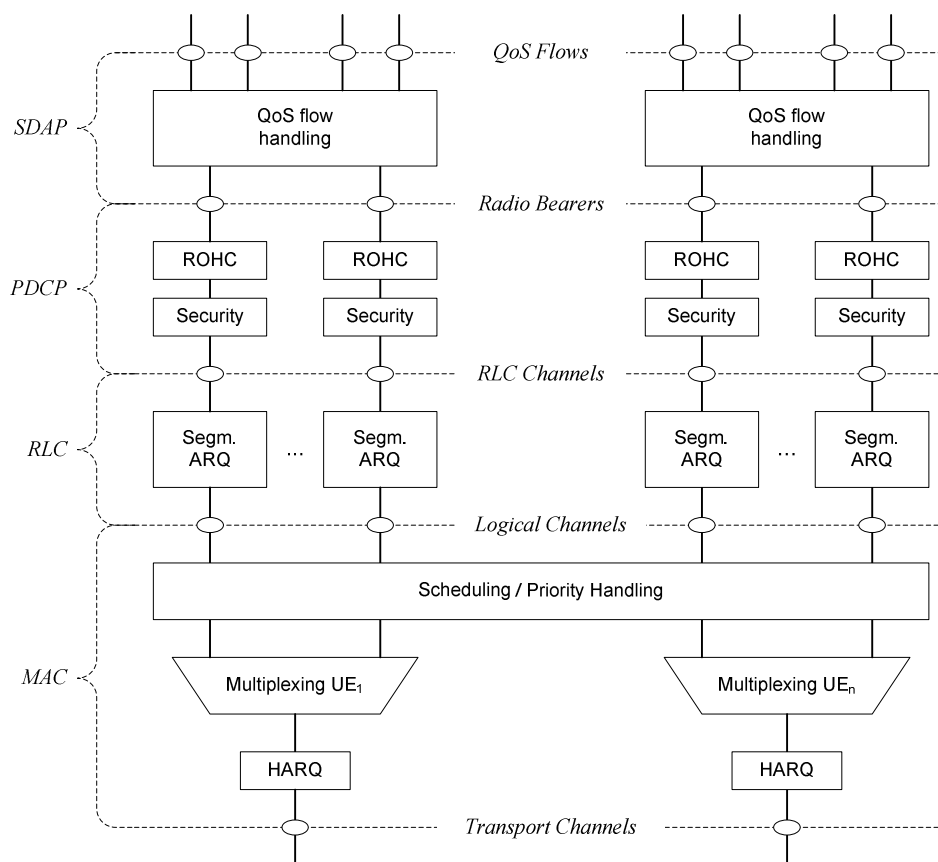 QoS Flows
SDAP
QoS flow
handling
QoS flow
handling
Radio Bearers
PDCP
ROHC
ROHC
ROHC
ROHC
Security
Security
Security
Security
RLC Channels
RLC
Segm.
ARQ
...
Segm.
ARQ
Segm.
ARQ
...
Segm.
ARQ
Logical Channels
MAC
Scheduling / Priority Handling
Multiplexing UE1
Multiplexing UEn
HARQ
HARQ
Transport Channels